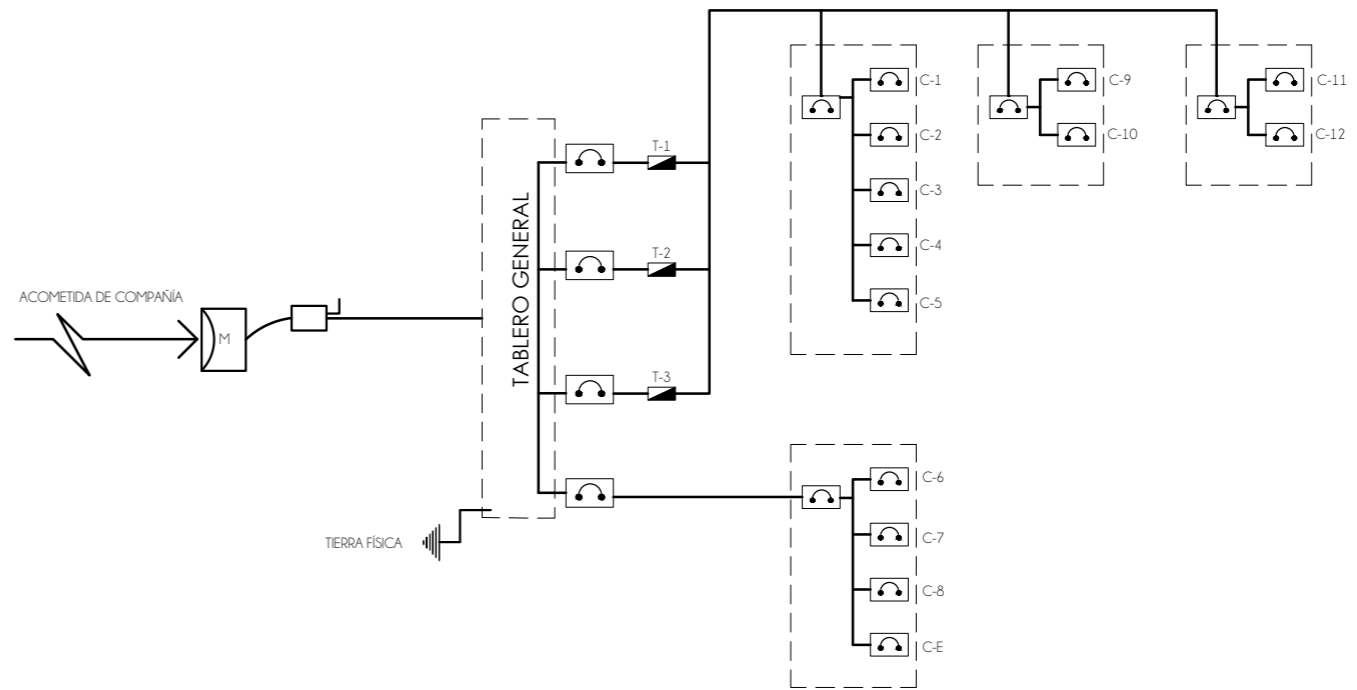 ACOMETIDA DE COMPAÑÍA
M
TABLERO GENERAL
TIERRA FÍSICA
T-1
T-2
T-3
C-1
C-2
C-3
C-4
C-5
C-9
C-10
C-11
C-12
C-6
C-7
C-8
C-E